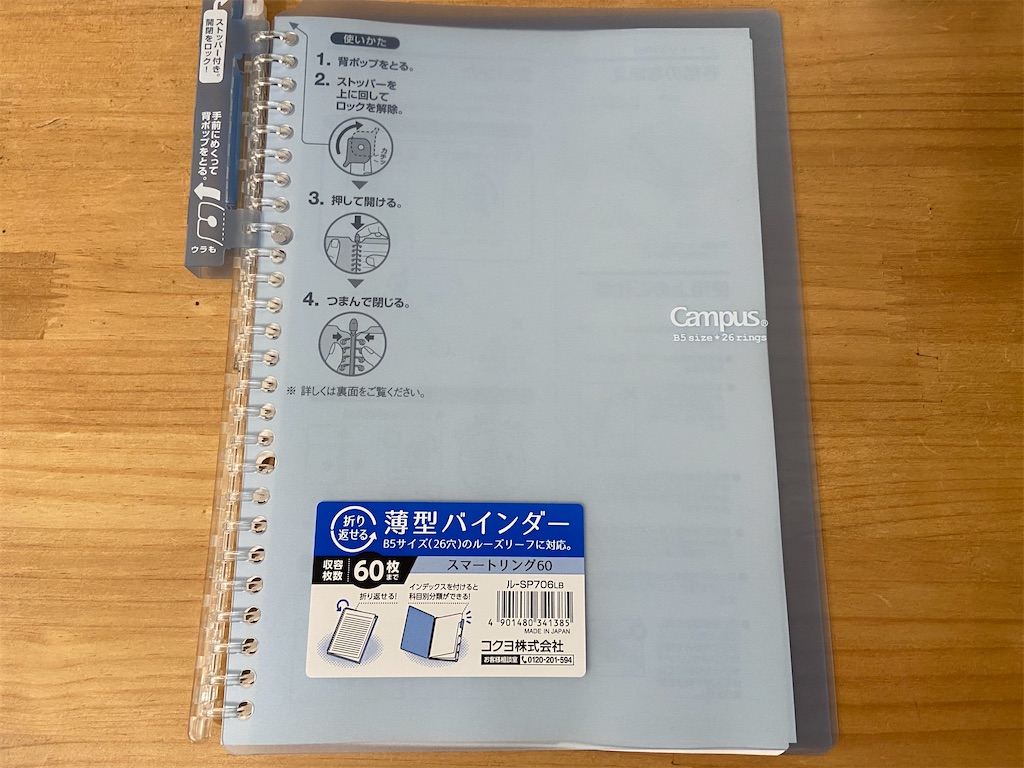 ストッパー付き。
開閉をロック!
手前にめくって
背ポップをとる。
ウラも
使いかた
1. 背ポップをとる。
2. ストッパーを
上に回して
ロックを解除。
カチッ
3. 押して開ける。
4. つまんで閉じる。
※ 詳しくは裏面をご覧ください。
Campus®
B5 size★26 rings
折り
返せる
薄型バインダー
B5サイズ(26穴)のルーズリーフに対応。
収容
枚数
60枚まで
スマートリング60
ル-SP706LB
折り返せる!
インデックスを付けると
科目別分類ができる!
4 901480 341385
MADE IN JAPAN
コクヨ株式会社
お客様相談室 0120-201-594